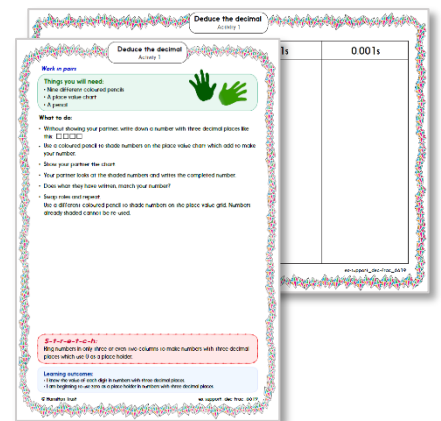 Deduce the decimal
Activity 1
1s
0.001s
Deduce the decimal
Activity 1
Work in pairs
Things you will need:
• Nine different coloured pencils
• A place value chart
• A pencil
What to do:
• Without showing your partner, write down a number with three decimal places like
this: □.□□□
• Use a coloured pencil to shade numbers on the place value chart which add to make
your number.
• Show your partner the chart.
• Your partner looks at the shaded numbers and writes the completed number.
• Does what they have written, match your number?
• Swap roles and repeat.
Use a different coloured pencil to shade numbers on the place value grid. Numbers
already shaded cannot be re-used.
S-t-r-e-t-c-h:
Ring numbers in only three or even two columns to make numbers with three decimal
places which use 0 as a place holder.
Learning outcomes:
• I know the value of each digit in numbers with three decimal places.
• I am beginning to use zero as a place holder in numbers with three decimal places.
© Hamilton Trust
ex-support_dec-frac_6619
ex-support_dec-frac_6619